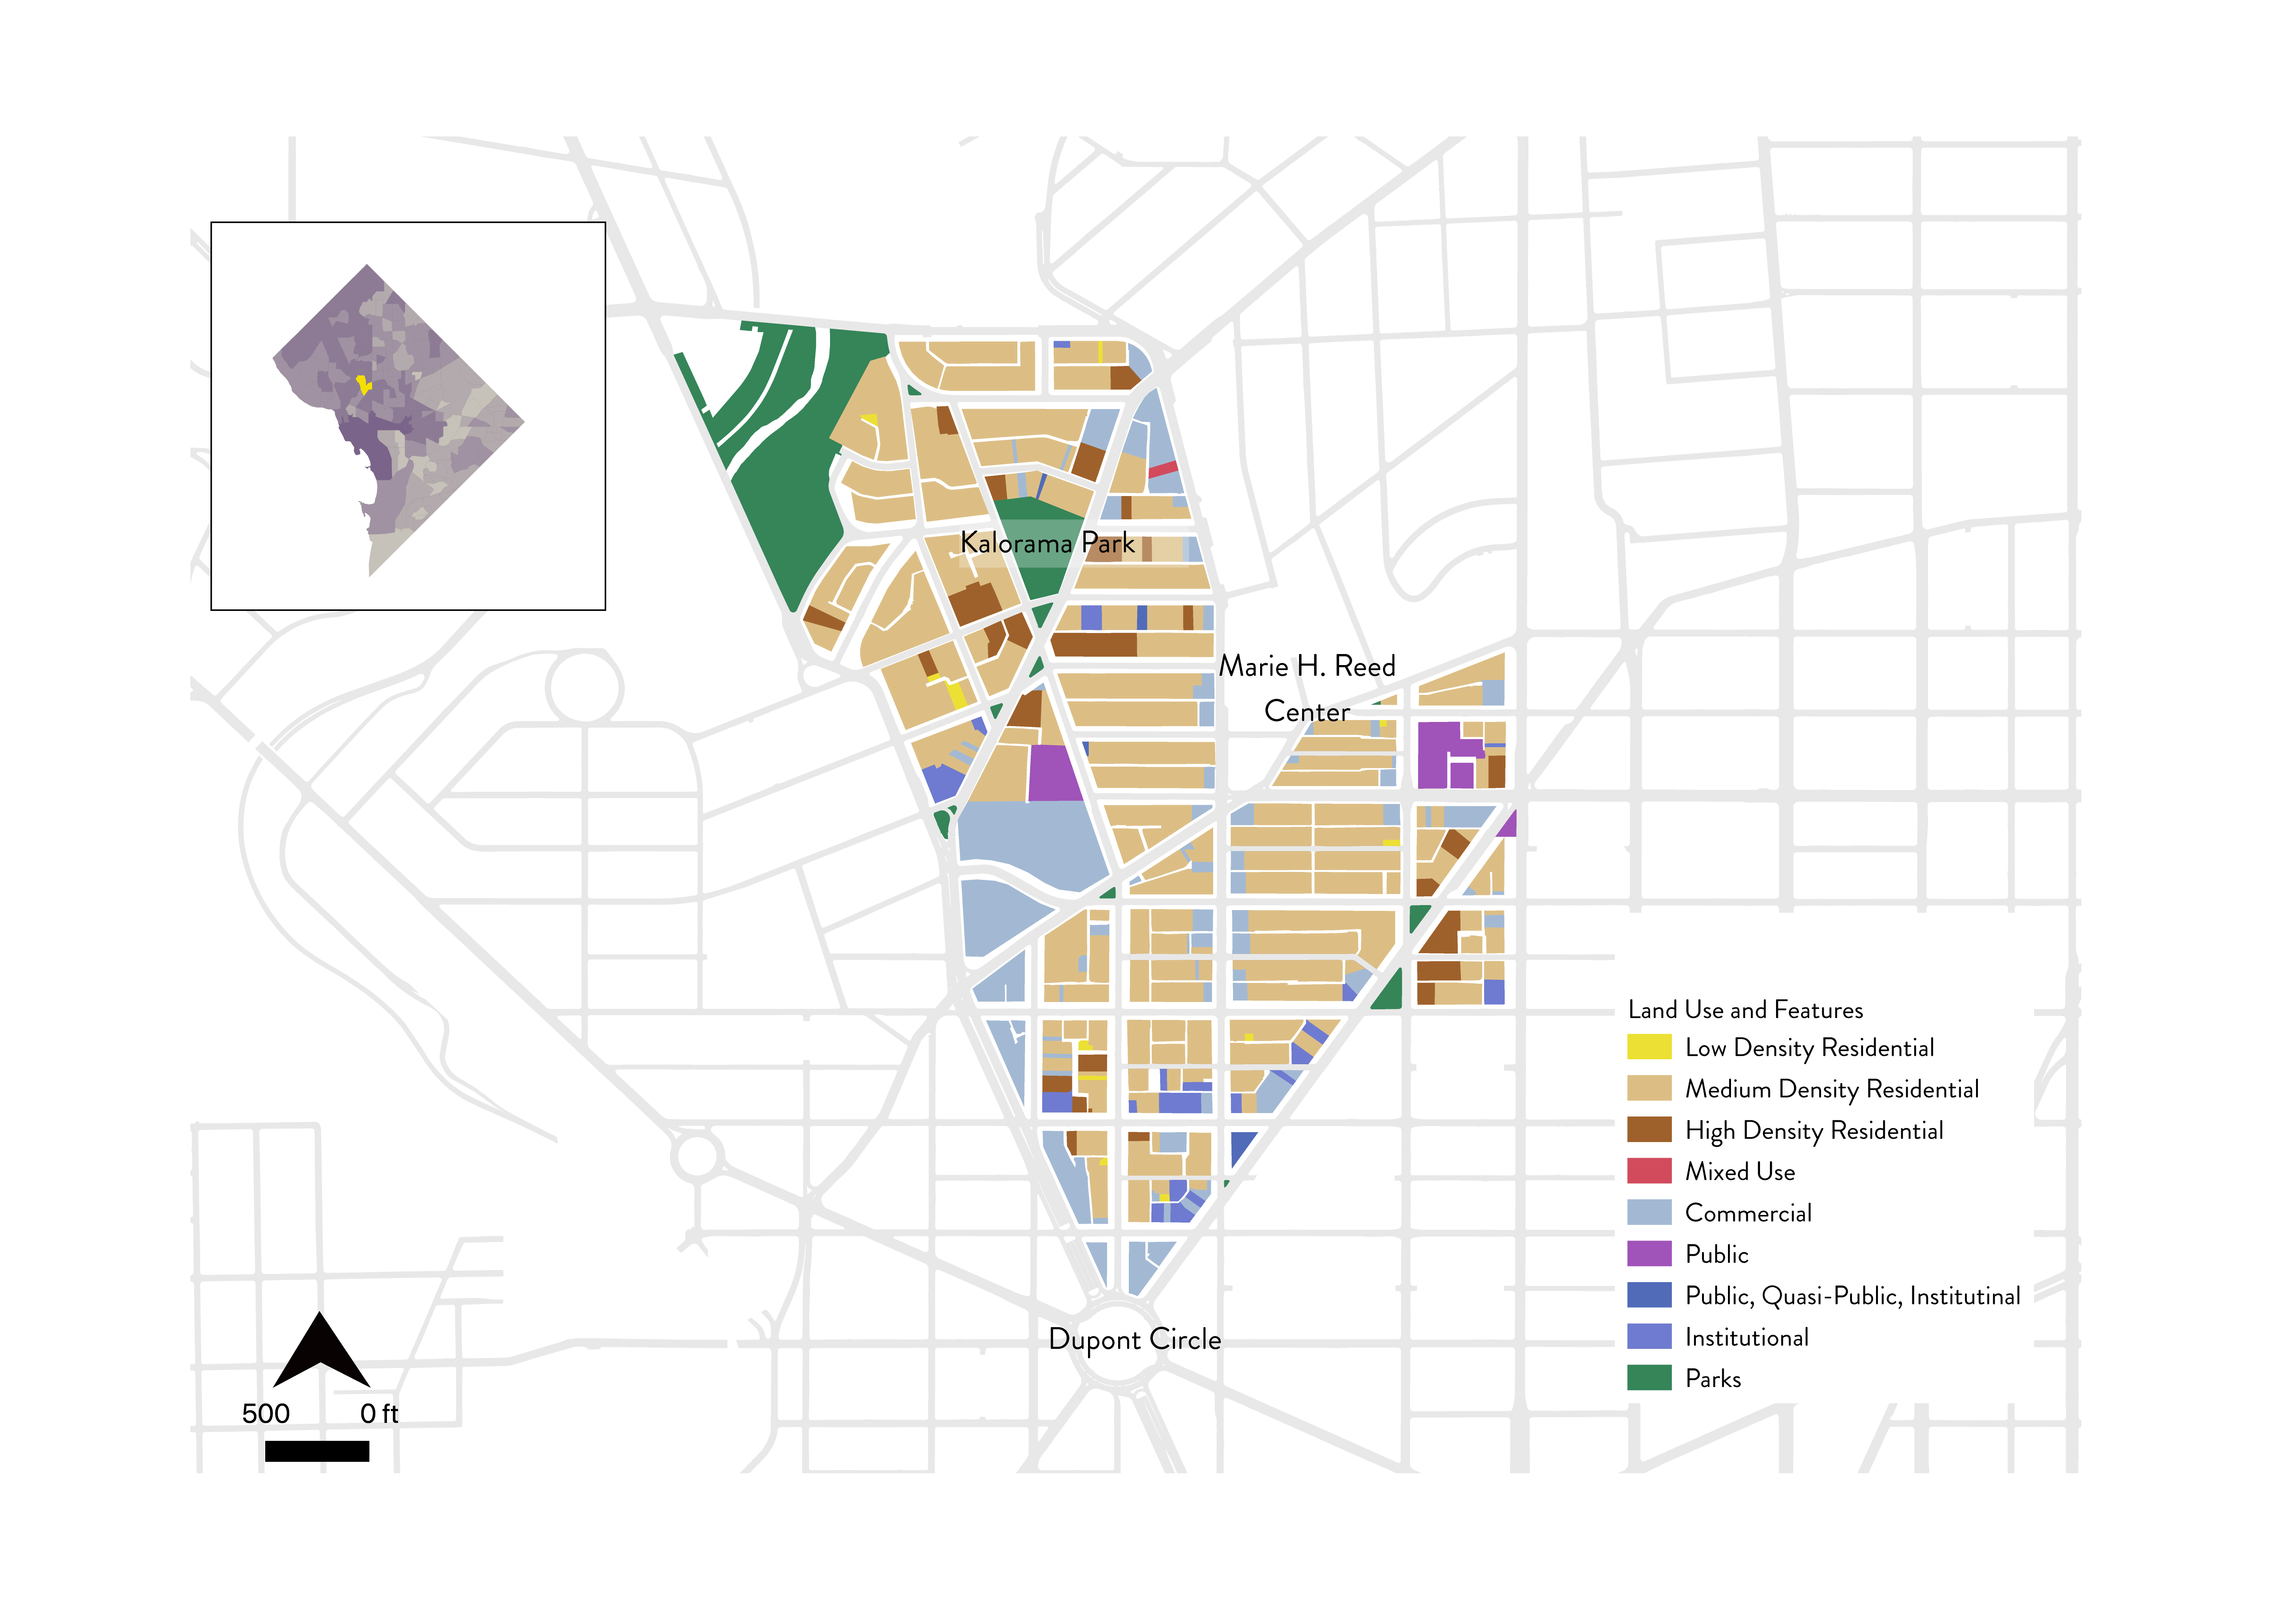 Kalorama Park
Marie H. Reed
Center
Dupont Circle
Land Use and Features
Low Density Residential
Medium Density Residential
High Density Residential
Mixed Use
Commercial
Public
Public, Quasi-Public, Institutinal
Institutional
Parks
500 0 ft